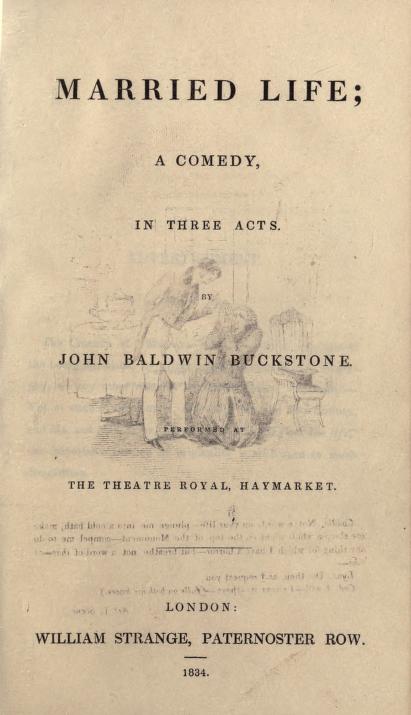 MARRIED LIFE;
A COMEDY,
IN THREE ACTS.
BY
JOHN BALDWIN BUCKSTONE.
PERFORMED AT
THE THEATRE ROYAL, HAYMARKET.
LONDON:
WILLIAM STRANGE, PATERNOSTER ROW.
1834.